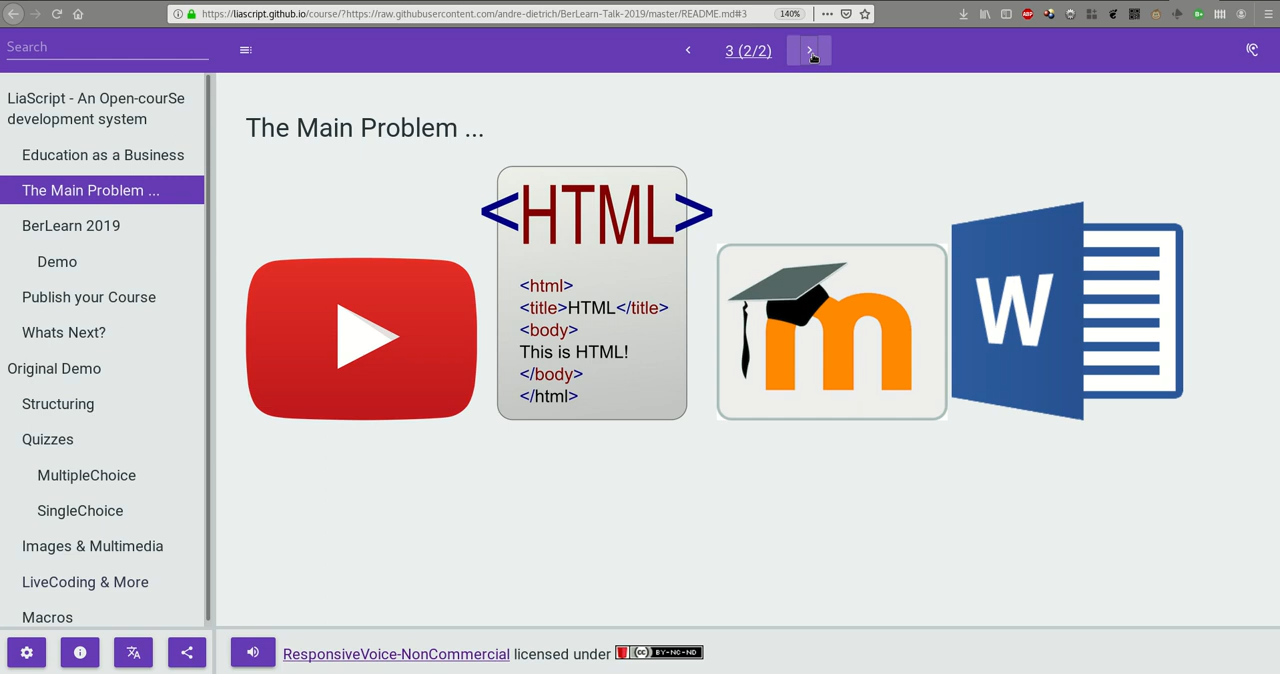 https://liascript.github.io/course/?https://raw.githubusercontent.com/andre-dietrich/BerLearn-Talk-2019/master/README.md#3
140%
ABP
Search
3 (2/2)
LiaScript - An Open-courSe
development system
Education as a Business
The Main Problem ...
BerLearn 2019
Demo
Publish your Course
Whats Next?
Original Demo
Structuring
Quizzes
MultipleChoice
SingleChoice
Images & Multimedia
LiveCoding & More
Macros
The Main Problem ...
<HTML>
<html>
<title>HTML</title>
<body>
This is HTML!
</body>
</html>
m
W
ResponsiveVoice-NonCommercial licensed under
cc BY-NC-ND